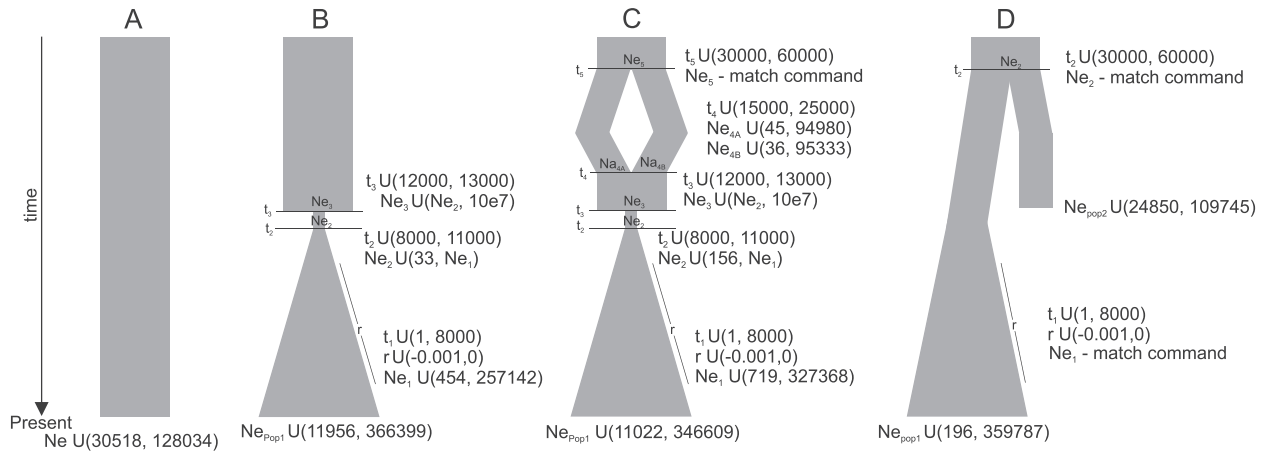 A
B
C
D
time
Present
Ne U(30518, 128034)
Ne₃
t₃
Ne₂
t₂
t₃ U(12000, 13000)
Ne₃ U(Ne₂, 10e7)
t₂ U(8000, 11000)
Ne₂ U(33, Ne₁)
r
t₁ U(1, 8000)
r U(-0.001,0)
Ne₁ U(454, 257142)
Ne_Pop1 U(11956, 366399)
Ne₅
t₅
t₅ U(30000, 60000)
Ne₅ - match command
t₄ U(15000, 25000)
Ne₄A U(45, 94980)
Ne₄B U(36, 95333)
Na₄A
Na₄B
t₄
t₃ U(12000, 13000)
Ne₃ U(Ne₂, 10e7)
Ne₃
t₃
Ne₂
t₂
t₂ U(8000, 11000)
Ne₂ U(156, Ne₁)
r
t₁ U(1, 8000)
r U(-0.001,0)
Ne₁ U(719, 327368)
Ne_Pop1 U(11022, 346609)
Ne₂
t₂
t₂ U(30000, 60000)
Ne₂ - match command
Ne_pop2 U(24850, 109745)
r
t₁ U(1, 8000)
r U(-0.001,0)
Ne₁ - match command
Ne_pop1 U(196, 359787)